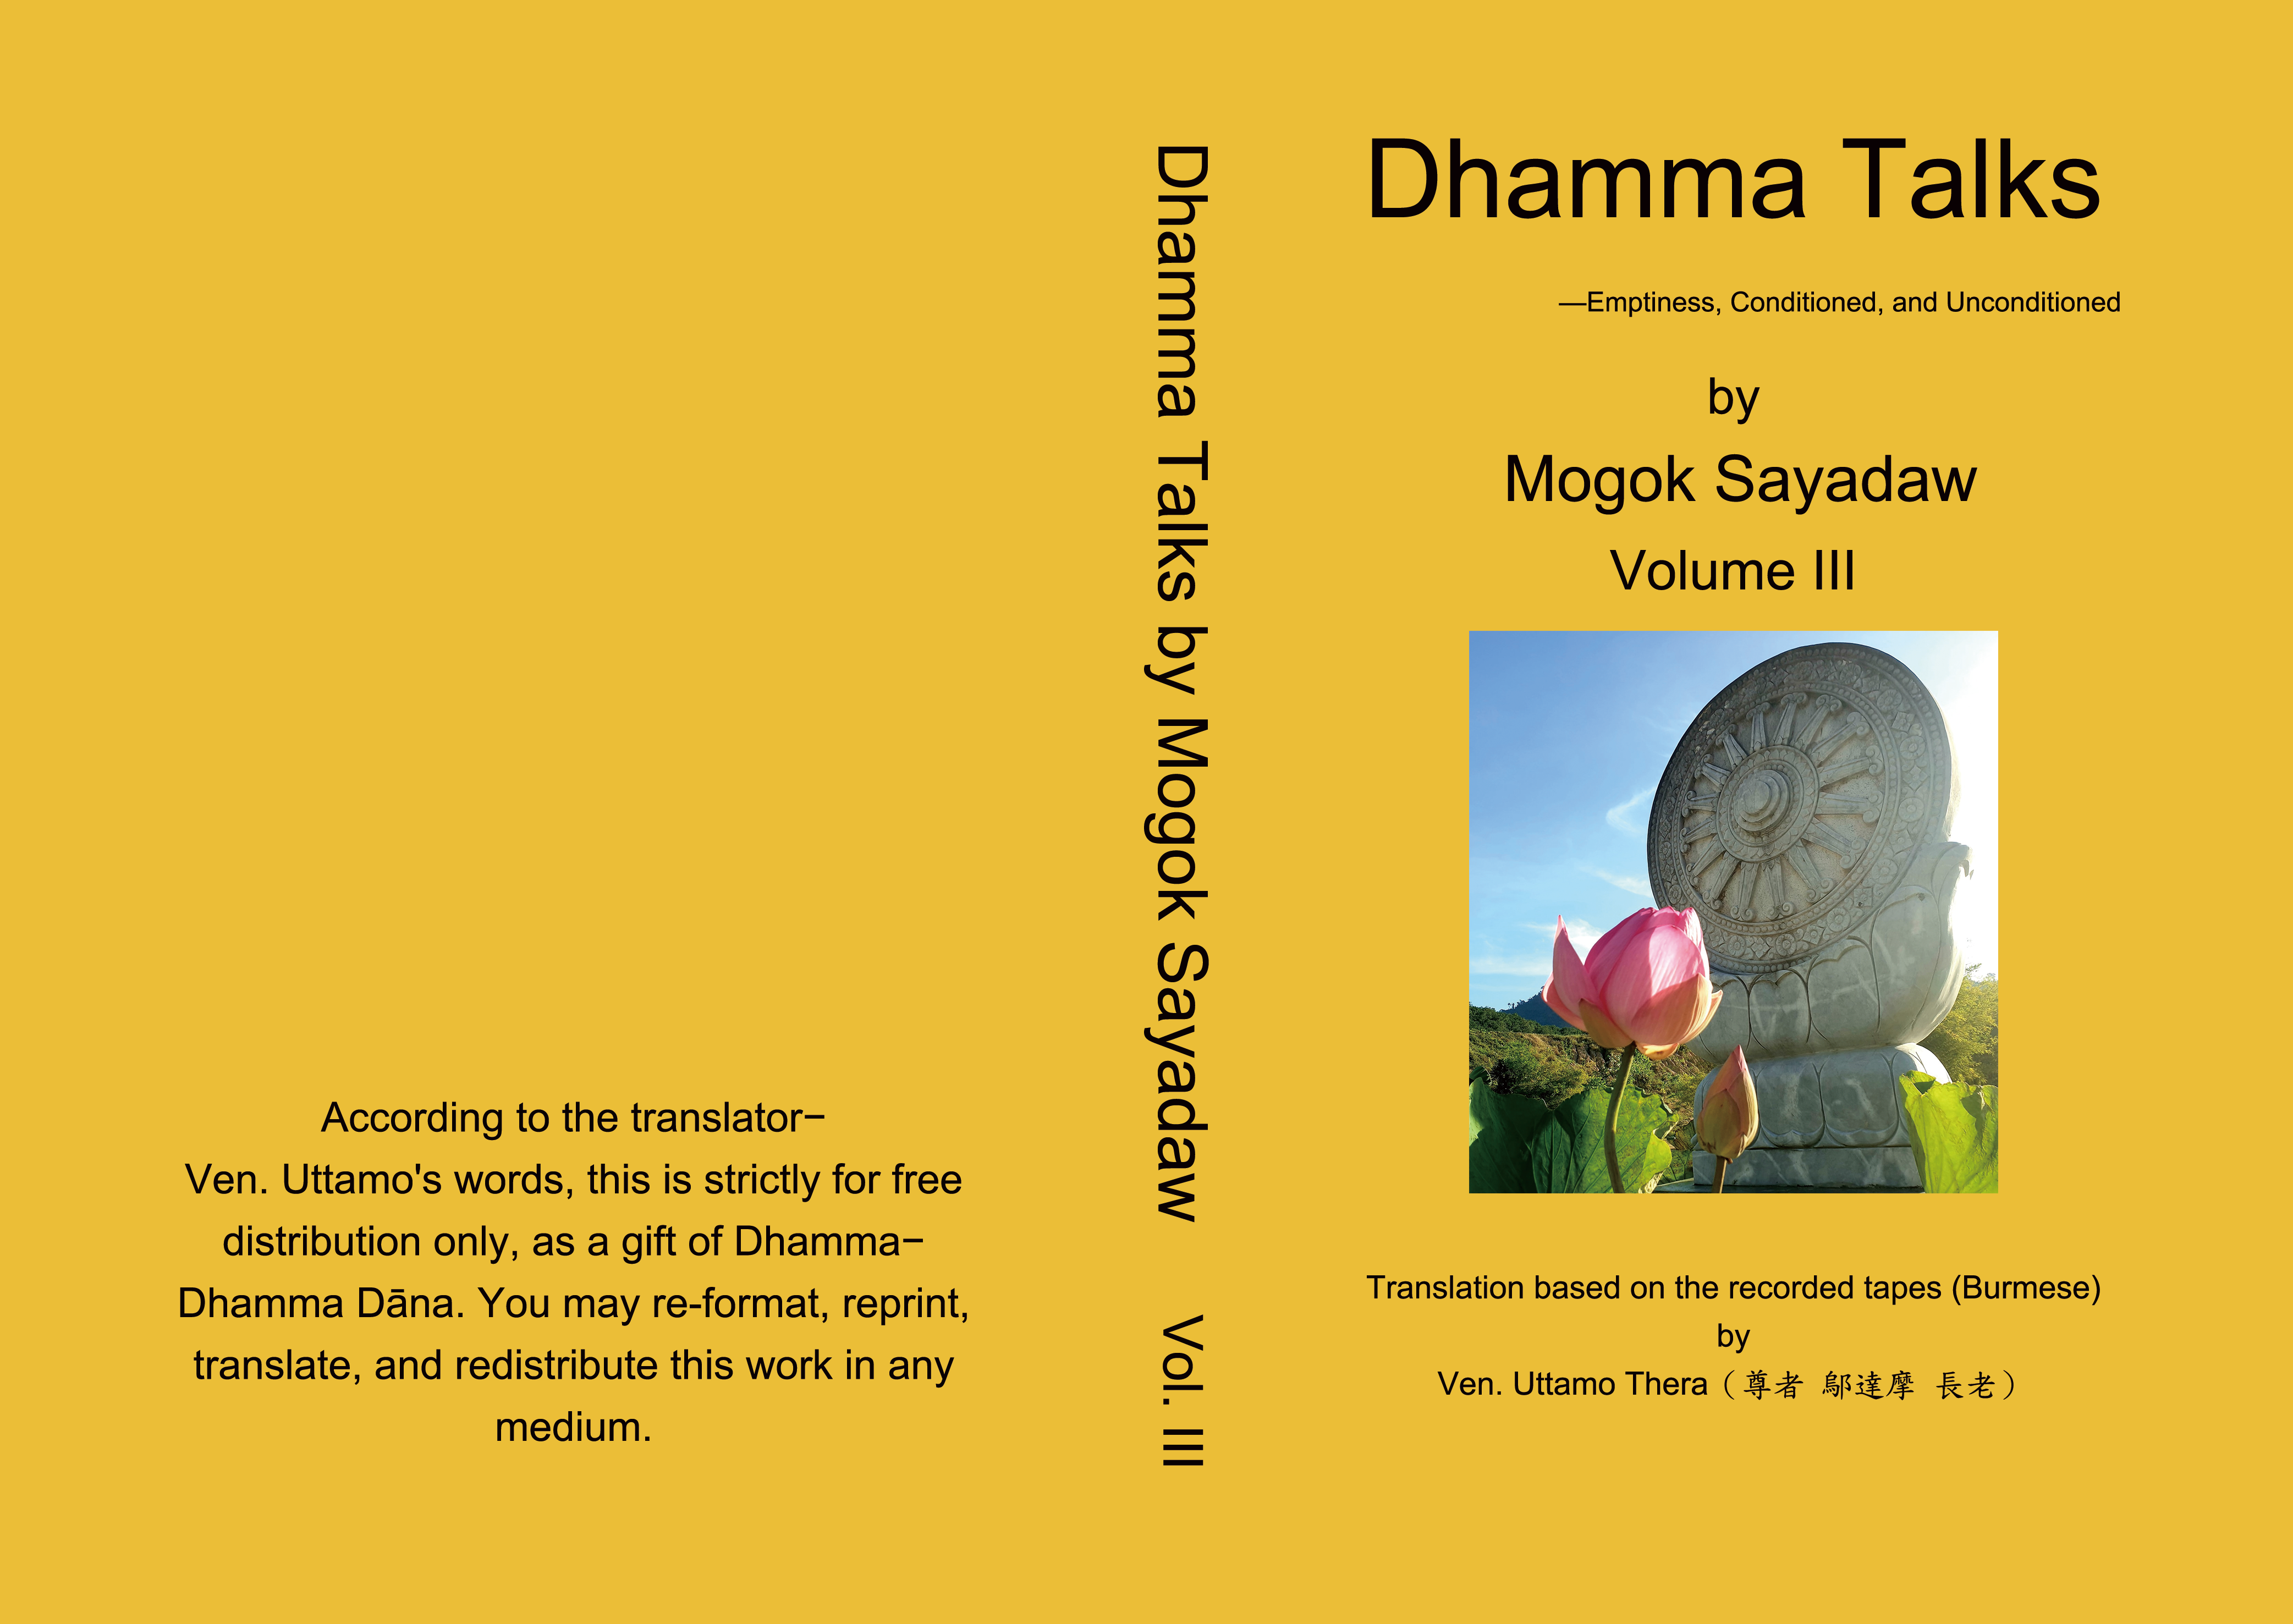 According to the translator−
Ven. Uttamo's words, this is strictly for free
distribution only, as a gift of Dhamma−
Dhamma Dāna. You may re-format, reprint,
translate, and redistribute this work in any
medium.
Dhamma Talks by Mogok Sayadaw Vol. III
Dhamma Talks
—Emptiness, Conditioned, and Unconditioned
by
Mogok Sayadaw
Volume III
Translation based on the recorded tapes (Burmese)
by
Ven. Uttamo Thera（尊者 鄔達摩 長老）